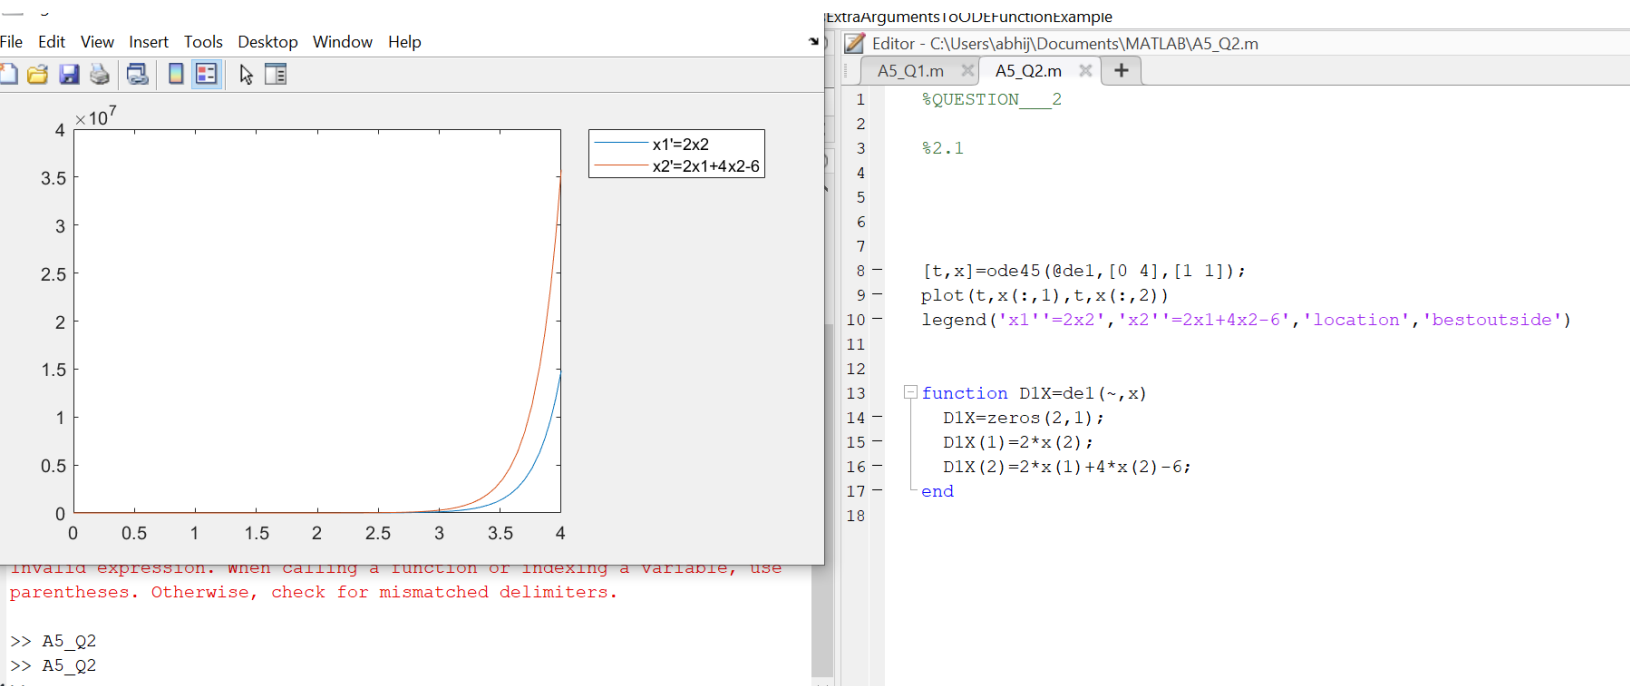 File Edit View Insert Tools Desktop Window Help
×10⁷
4
3.5
3
2.5
2
1.5
1
0.5
0
0 0.5 1 1.5 2 2.5 3 3.5 4
x1'=2x2
x2'=2x1+4x2-6
Invalid expression. When calling a function or indexing a variable, use
parentheses. Otherwise, check for mismatched delimiters.
>> A5_Q2
>> A5_Q2
ExtraArgumentsToODEFunctionExample
Editor - C:\Users\abhij\Documents\MATLAB\A5_Q2.m
A5_Q1.m A5_Q2.m
1 %QUESTION___2
2
3 %2.1
4
5
6
7
8 [t,x]=ode45(@de1,[0 4],[1 1]);
9 plot(t,x(:,1),t,x(:,2))
10 legend('x1''=2x2','x2''=2x1+4x2-6','location','bestoutside')
11
12
13 function D1X=de1(~,x)
14 D1X=zeros(2,1);
15 D1X(1)=2*x(2);
16 D1X(2)=2*x(1)+4*x(2)-6;
17 end
18